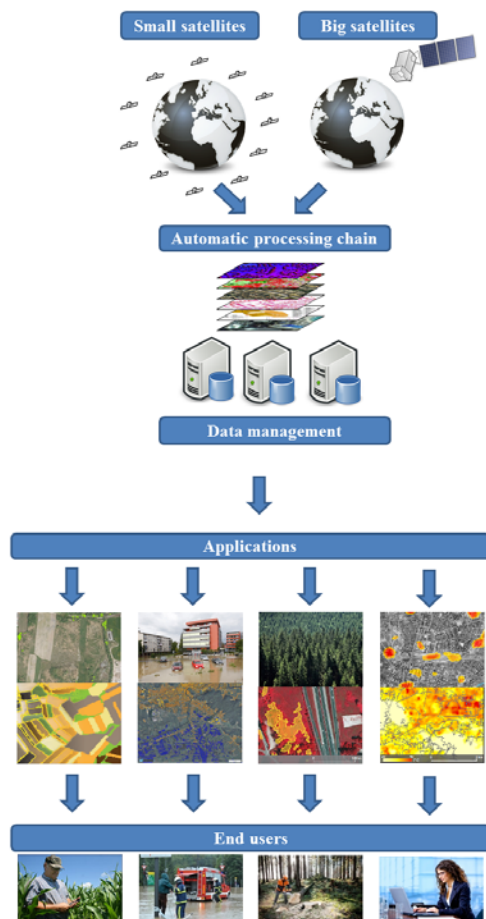 Small satellites
Big satellites
Automatic processing chain
Data management
Applications
End users